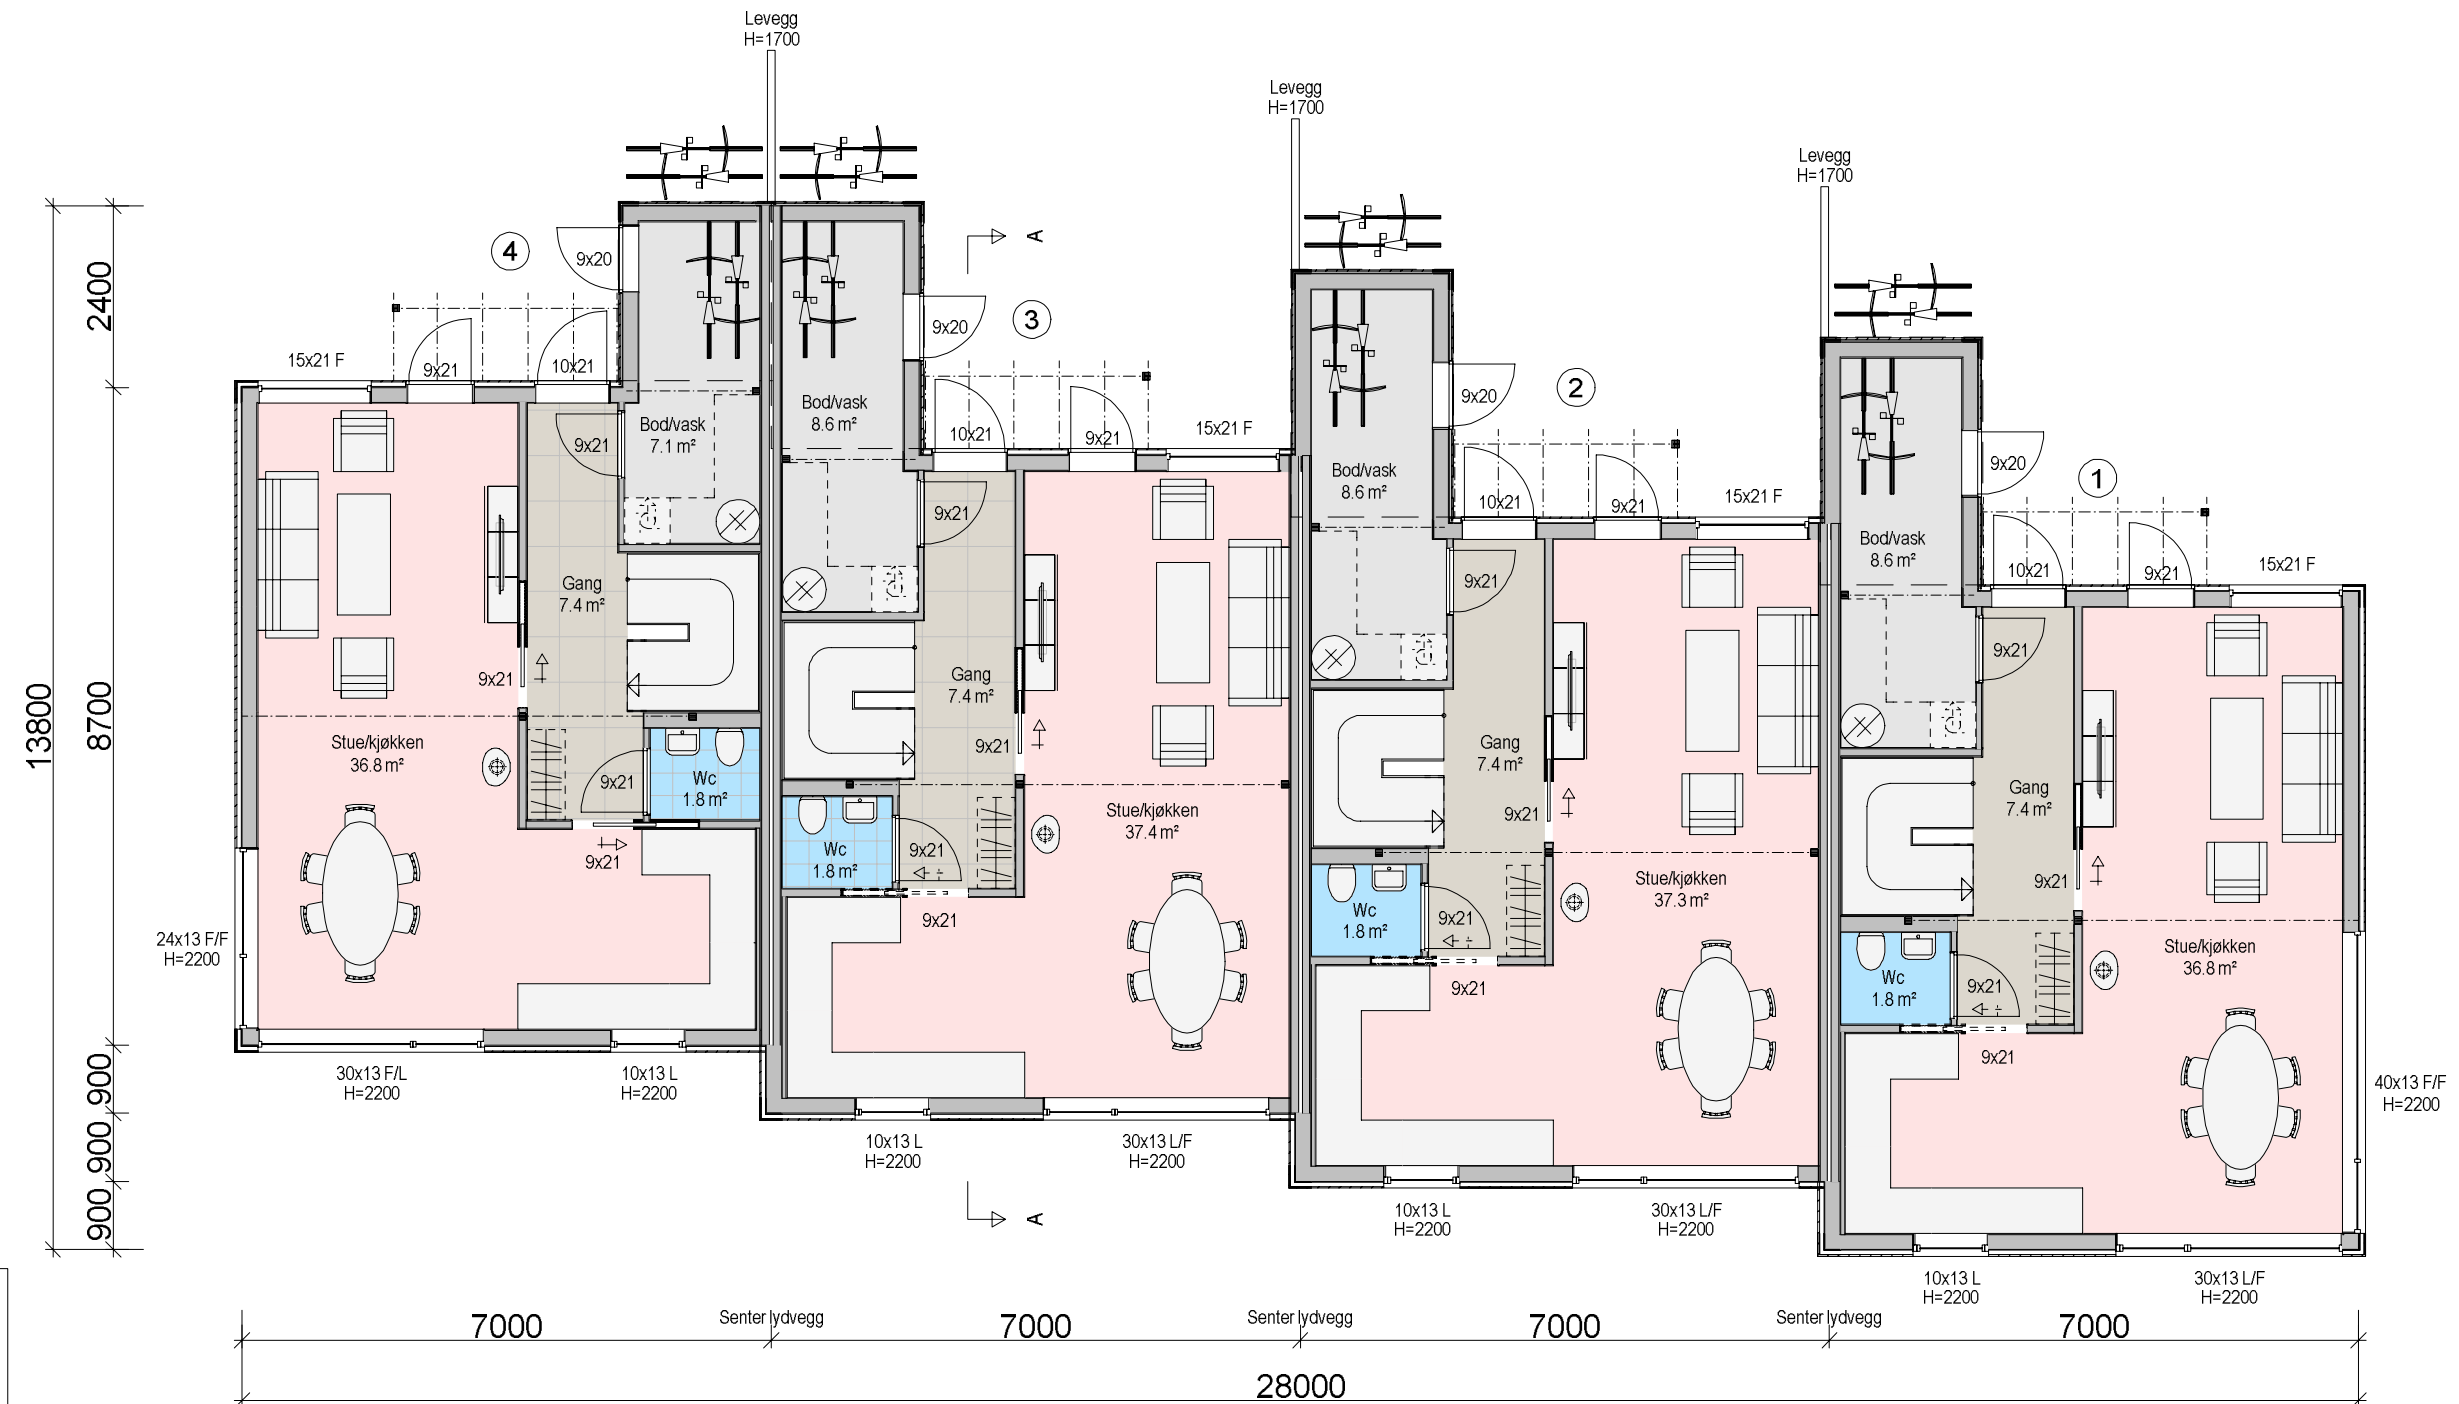 Levegg
H=1700
Levegg
H=1700
Levegg
H=1700
13800
2400
8700
900
900
900
4
9x20
15x21 F
9x21
10x21
9x21
Bod/vask
7.1 m²
Gang
7.4 m²
9x21
Stue/kjøkken
36.8 m²
9x21
Wc
1.8 m²
9x21
24x13 F/F
H=2200
30x13 F/L
H=2200
10x13 L
H=2200
A
3
9x20
Bod/vask
8.6 m²
10x21
9x21
15x21 F
9x21
Gang
7.4 m²
9x21
Stue/kjøkken
37.4 m²
Wc
1.8 m²
9x21
9x21
10x13 L
H=2200
30x13 L/F
H=2200
A
2
9x20
Bod/vask
8.6 m²
10x21
9x21
15x21 F
9x21
Gang
7.4 m²
9x21
Stue/kjøkken
37.3 m²
Wc
1.8 m²
9x21
9x21
10x13 L
H=2200
30x13 L/F
H=2200
1
9x20
Bod/vask
8.6 m²
10x21
9x21
15x21 F
9x21
Gang
7.4 m²
9x21
Stue/kjøkken
36.8 m²
Wc
1.8 m²
9x21
9x21
40x13 F/F
H=2200
10x13 L
H=2200
30x13 L/F
H=2200
7000
Senter lydvegg
7000
Senter lydvegg
7000
Senter lydvegg
7000
28000